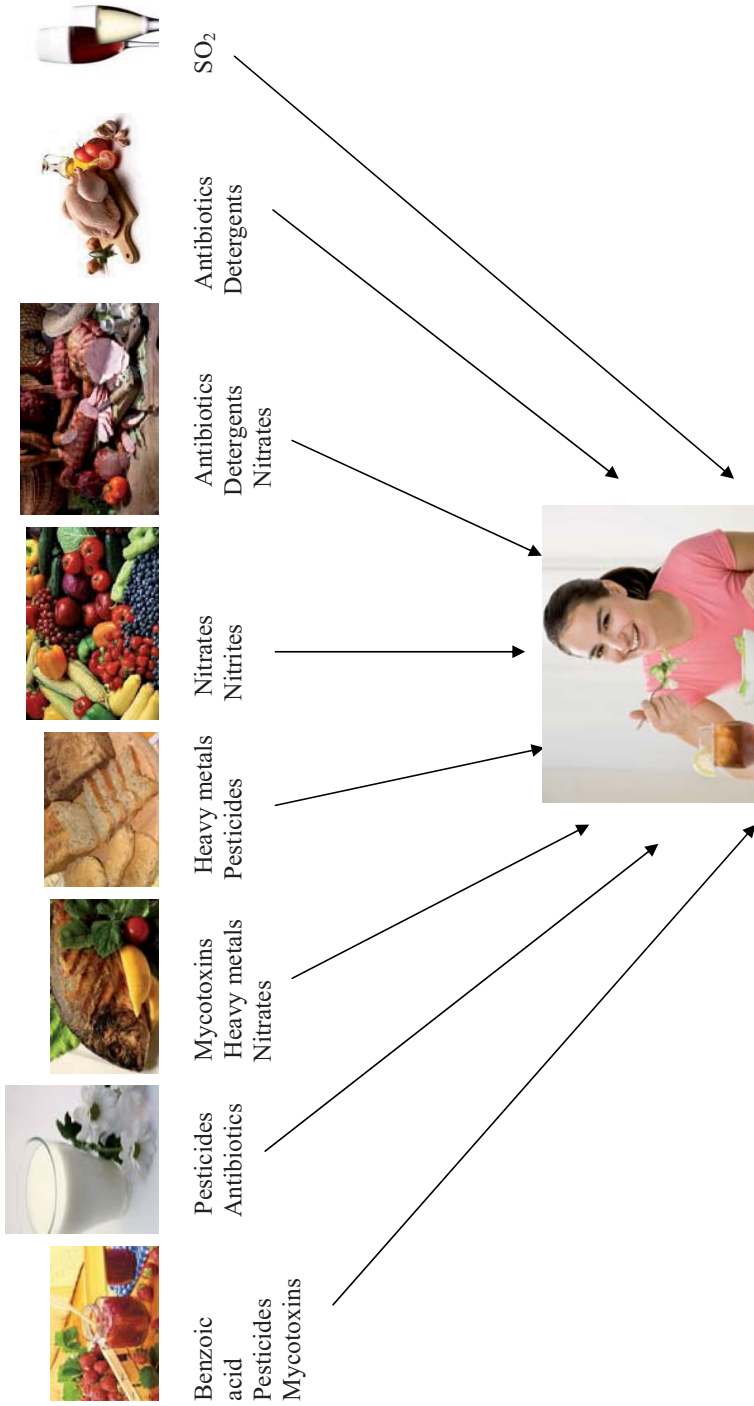 Benzoic
acid
Pesticides
Mycotoxins
Pesticides
Antibiotics
Mycotoxins
Heavy metals
Nitrates
Heavy metals
Pesticides
Nitrates
Nitrites
Antibiotics
Detergents
Nitrates
Antibiotics
Detergents
SO₂